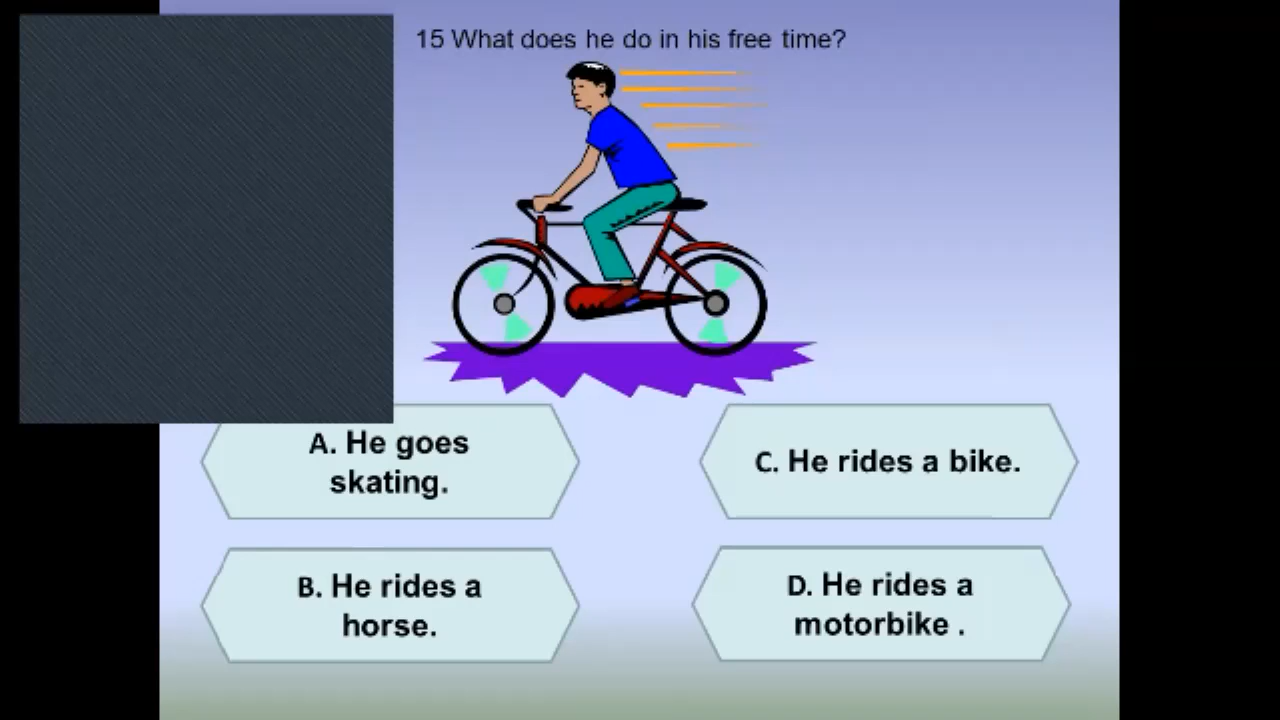 15 What does he do in his free time?
A. He goes
skating.
C. He rides a bike.
B. He rides a
horse.
D. He rides a
motorbike .